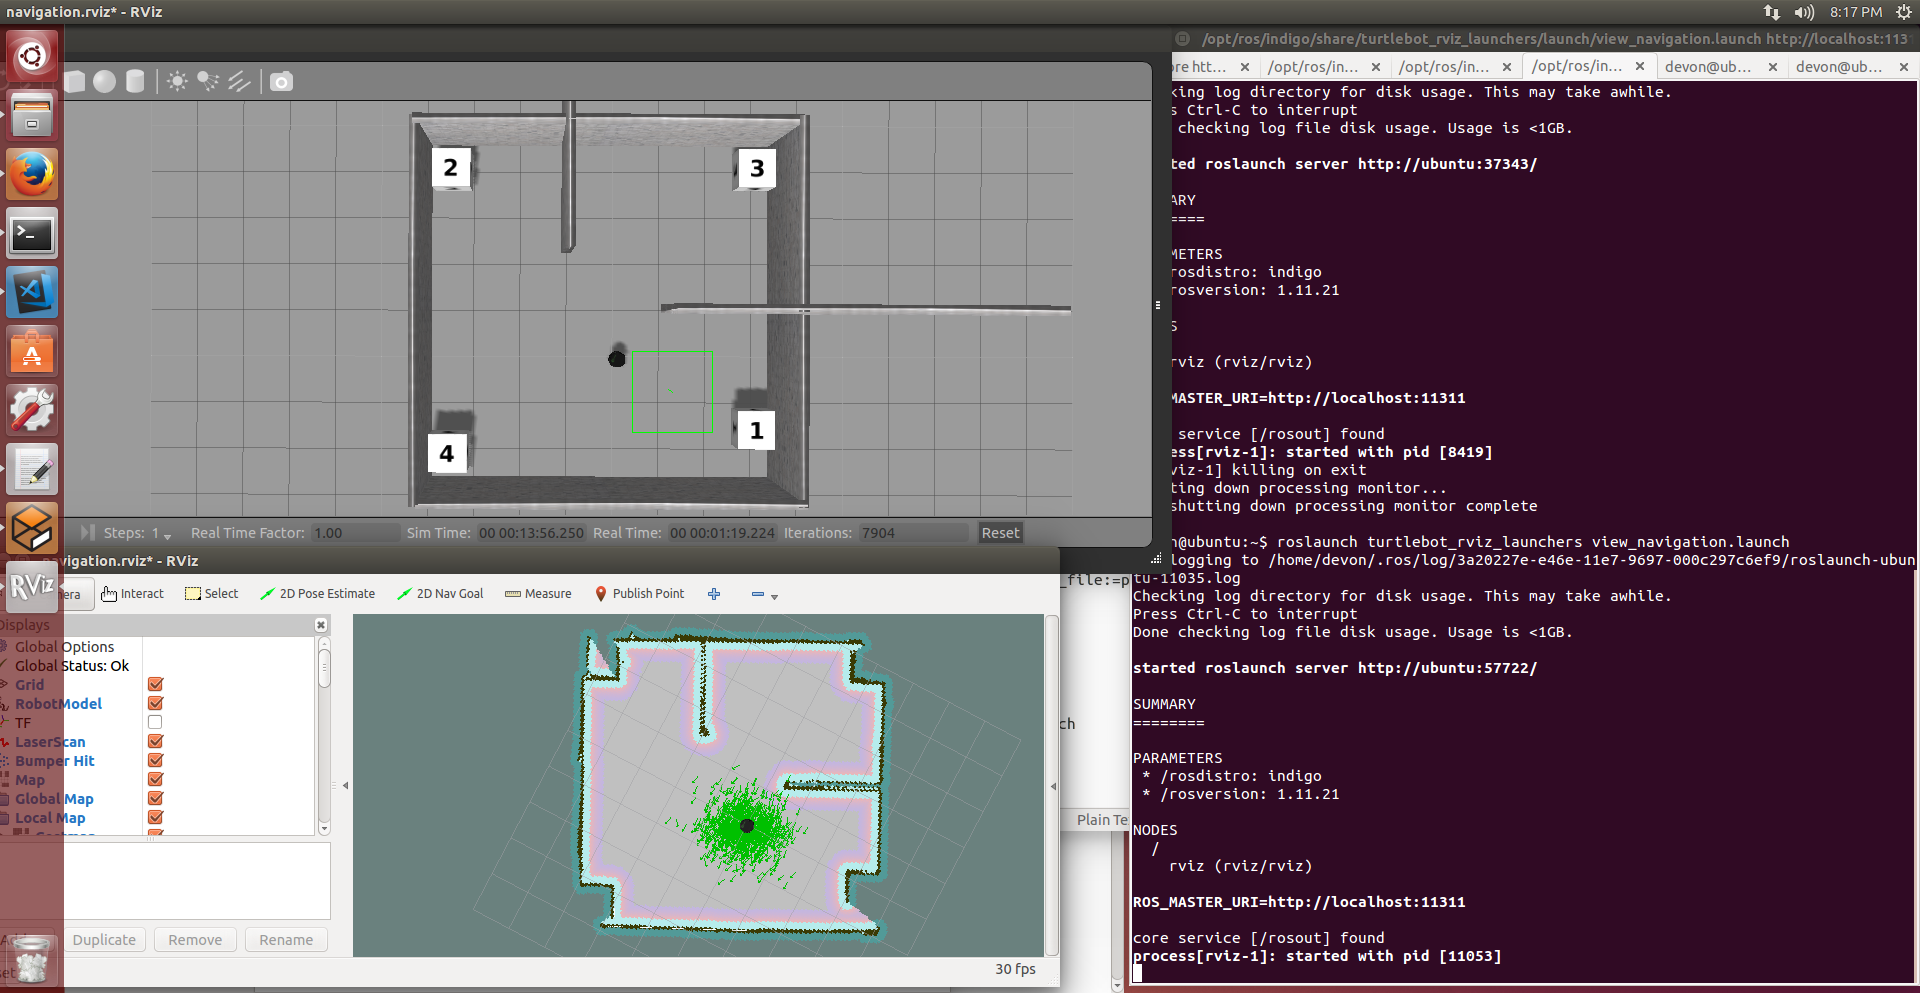 navigation.rviz* - RViz
8:17 PM
/opt/ros/indigo/share/turtlebot_rviz_launchers/launch/view_navigation.launch http://localhost:113
re htt...
/opt/ros/in...
/opt/ros/in...
/opt/ros/in...
devon@ub...
devon@ub...
2
3
4
1
Steps: 1
Real Time Factor: 1.00
Sim Time: 00 00:13:56.250
Real Time: 00 00:01:19.224
Iterations: 7904
Reset
navigation.rviz* - RViz
RViz
era
Interact
Select
2D Pose Estimate
2D Nav Goal
Measure
Publish Point
Displays
Global Options
Global Status: Ok
Grid
RobotModel
TF
LaserScan
Bumper Hit
Map
Global Map
Local Map
Costmap
Add
Duplicate
Remove
Rename
30 fps
_file:=p
ch
Plain Te
king log directory for disk usage. This may take awhile.
s Ctrl-C to interrupt
checking log file disk usage. Usage is <1GB.
ted roslaunch server http://ubuntu:37343/
ARY
====
METERS
rosdistro: indigo
rosversion: 1.11.21
S
rviz (rviz/rviz)
MASTER_URI=http://localhost:11311
service [/rosout] found
ess[rviz-1]: started with pid [8419]
viz-1] killing on exit
ting down processing monitor...
shutting down processing monitor complete
n@ubuntu:~$ roslaunch turtlebot_rviz_launchers view_navigation.launch
logging to /home/devon/.ros/log/3a20227e-e46e-11e7-9697-000c297c6ef9/roslaunch-ubun
tu-11035.log
Checking log directory for disk usage. This may take awhile.
Press Ctrl-C to interrupt
Done checking log file disk usage. Usage is <1GB.
started roslaunch server http://ubuntu:57722/
SUMMARY
========
PARAMETERS
* /rosdistro: indigo
* /rosversion: 1.11.21
NODES
/
rviz (rviz/rviz)
ROS_MASTER_URI=http://localhost:11311
core service [/rosout] found
process[rviz-1]: started with pid [11053]